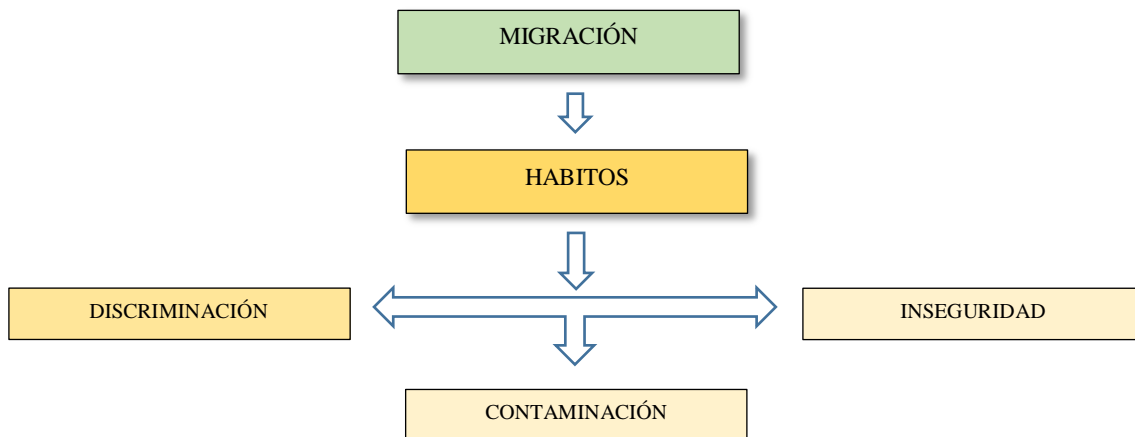 MIGRACIÓN
HABITOS
DISCRIMINACIÓN
INSEGURIDAD
CONTAMINACIÓN